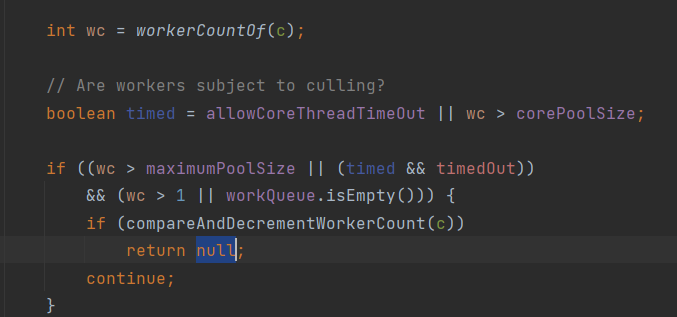 int wc = workerCountOf(c);
// Are workers subject to culling?
boolean timed = allowCoreThreadTimeOut || wc > corePoolSize;
if ((wc > maximumPoolSize || (timed && timedOut))
&& (wc > 1 || workQueue.isEmpty())) {
if (compareAndDecrementWorkerCount(c))
return null;
continue;
}